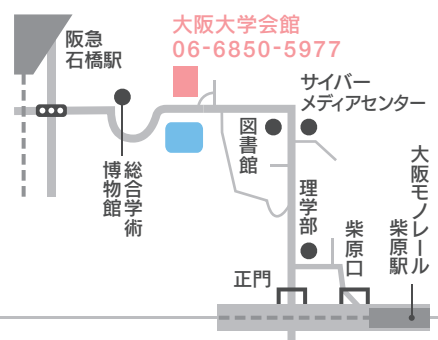 大阪大学会館
06-6850-5977
阪急
石橋駅
サイバー
メディアセンター
図書館
総合学術
博物館
理学部
大阪モノレール
柴原駅
柴原口
正門